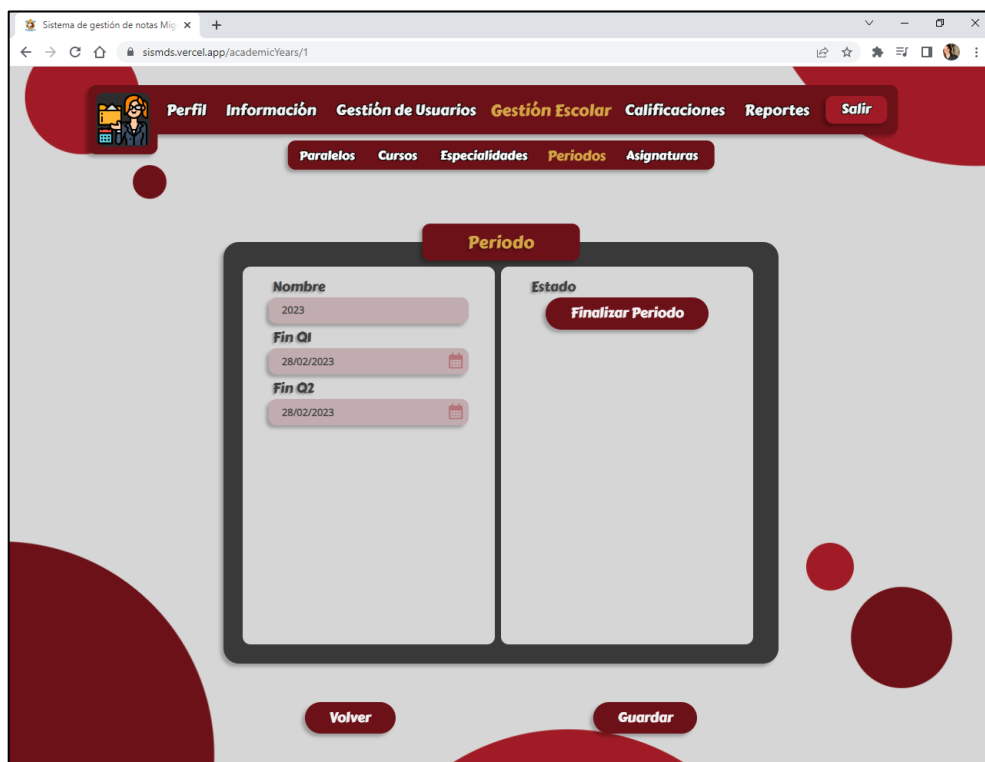 Sistema de gestión de notas Mig
sismds.vercel.app/academicYears/1
Perfil Información Gestión de Usuarios Gestión Escolar Calificaciones Reportes Salir
Paralelos Cursos Especialidades Periodos Asignaturas
Periodo
Nombre
2023
Fin Q1
28/02/2023
Fin Q2
28/02/2023
Estado
Finalizar Periodo
Volver Guardar